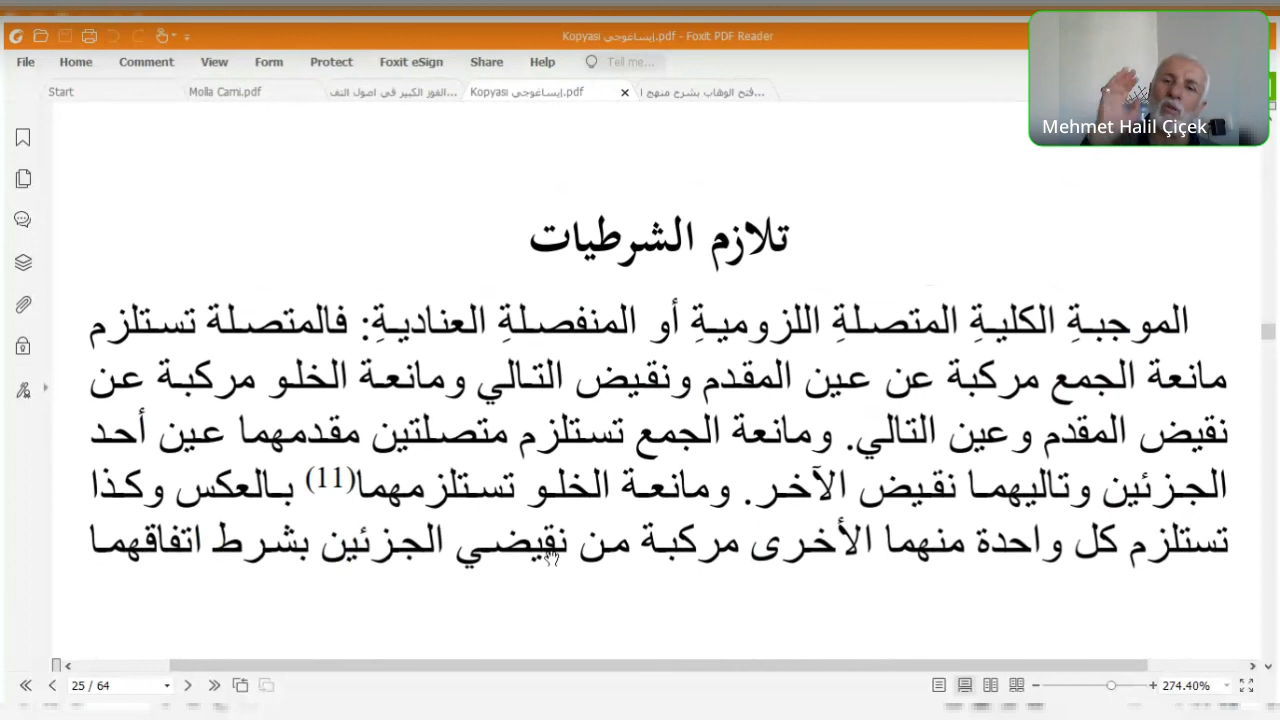 Kopyası إيساغوجي.pdf - Foxit PDF Reader
File Home Comment View Form Protect Foxit eSign Share Help Tell me...
Start Molla Cami.pdf الفوز الكبير في اصول التف... Kopyası إيساغوجي.pdf فتح الوهاب بشرح منهج ا...
Mehmet Halil Çiçek
تلازم الشرطيات
الموجبةِ الكليةِ المتصلةِ اللزوميةِ أو المنفصلةِ العناديةِ: فالمتصلة تستلزم
مانعة الجمع مركبة عن عين المقدم ونقيض التالي ومانعة الخلو مركبة عن
نقيض المقدم وعين التالي. ومانعة الجمع تستلزم متصلتين مقدمهما عين أحد
الجزئين وتاليهما نقيض الآخر. ومانعة الخلو تستلزمهما(11) بالعكس وكذا
تستلزم كل واحدة منهما الأخرى مركبة من نقيضي الجزئين بشرط اتفاقهما
25 / 64
274.40%